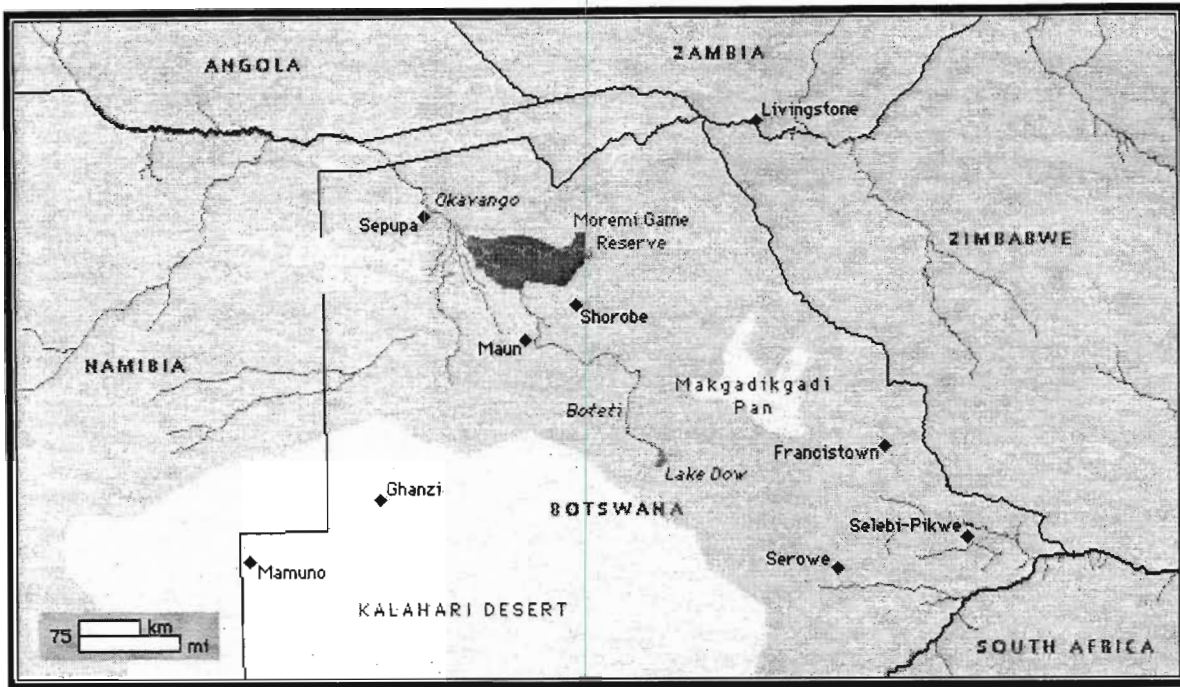 ANGOLA
ZAMBIA
Livingstone
Okavango
Sepupa
Moremi Game
Reserve
ZIMBABWE
Shorobe
Maun
NAMIBIA
Makgadikgadi
Pan
Boteti
Francistown
Lake Dow
Ghanzi
BOTSWANA
Selebi-Pikwe
Serowe
Mamuno
KALAHARI DESERT
75 km
mi
SOUTH AFRICA